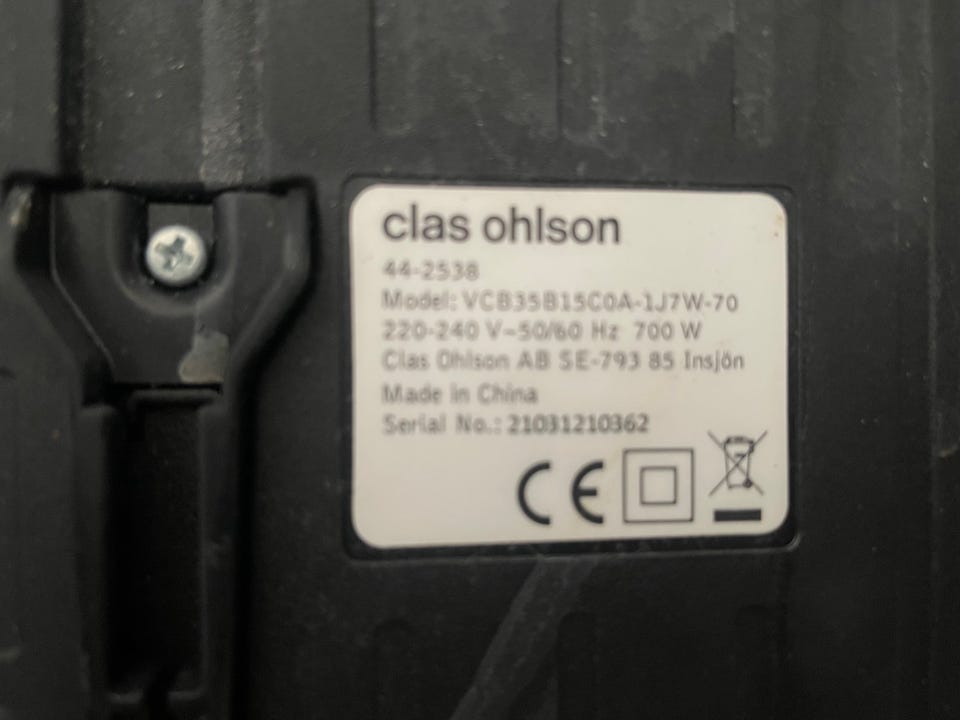 clas ohlson
44-2538
Model: VCB35B15C0A-1J7W-70
220-240 V~50/60 Hz 700 W
Clas Ohlson AB SE-793 85 Insjön
Made in China
Serial No.: 21031210362
CE